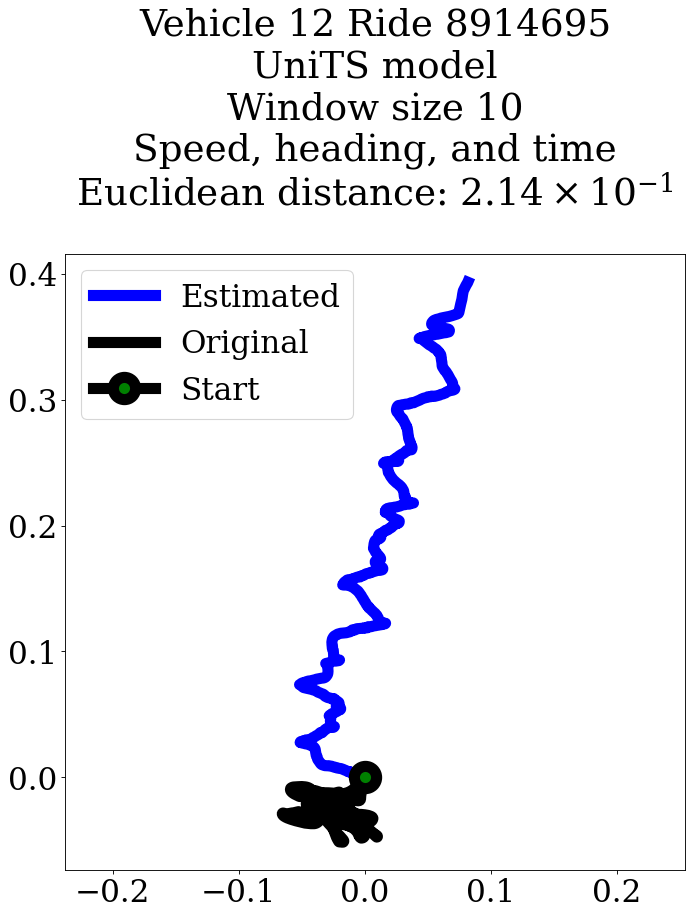 Vehicle 12 Ride 8914695
UniTS model
Window size 10
Speed, heading, and time
Euclidean distance: 2.14 × 10⁻¹
Estimated
Original
Start
0.4
0.3
0.2
0.1
0.0
−0.2 −0.1 0.0 0.1 0.2